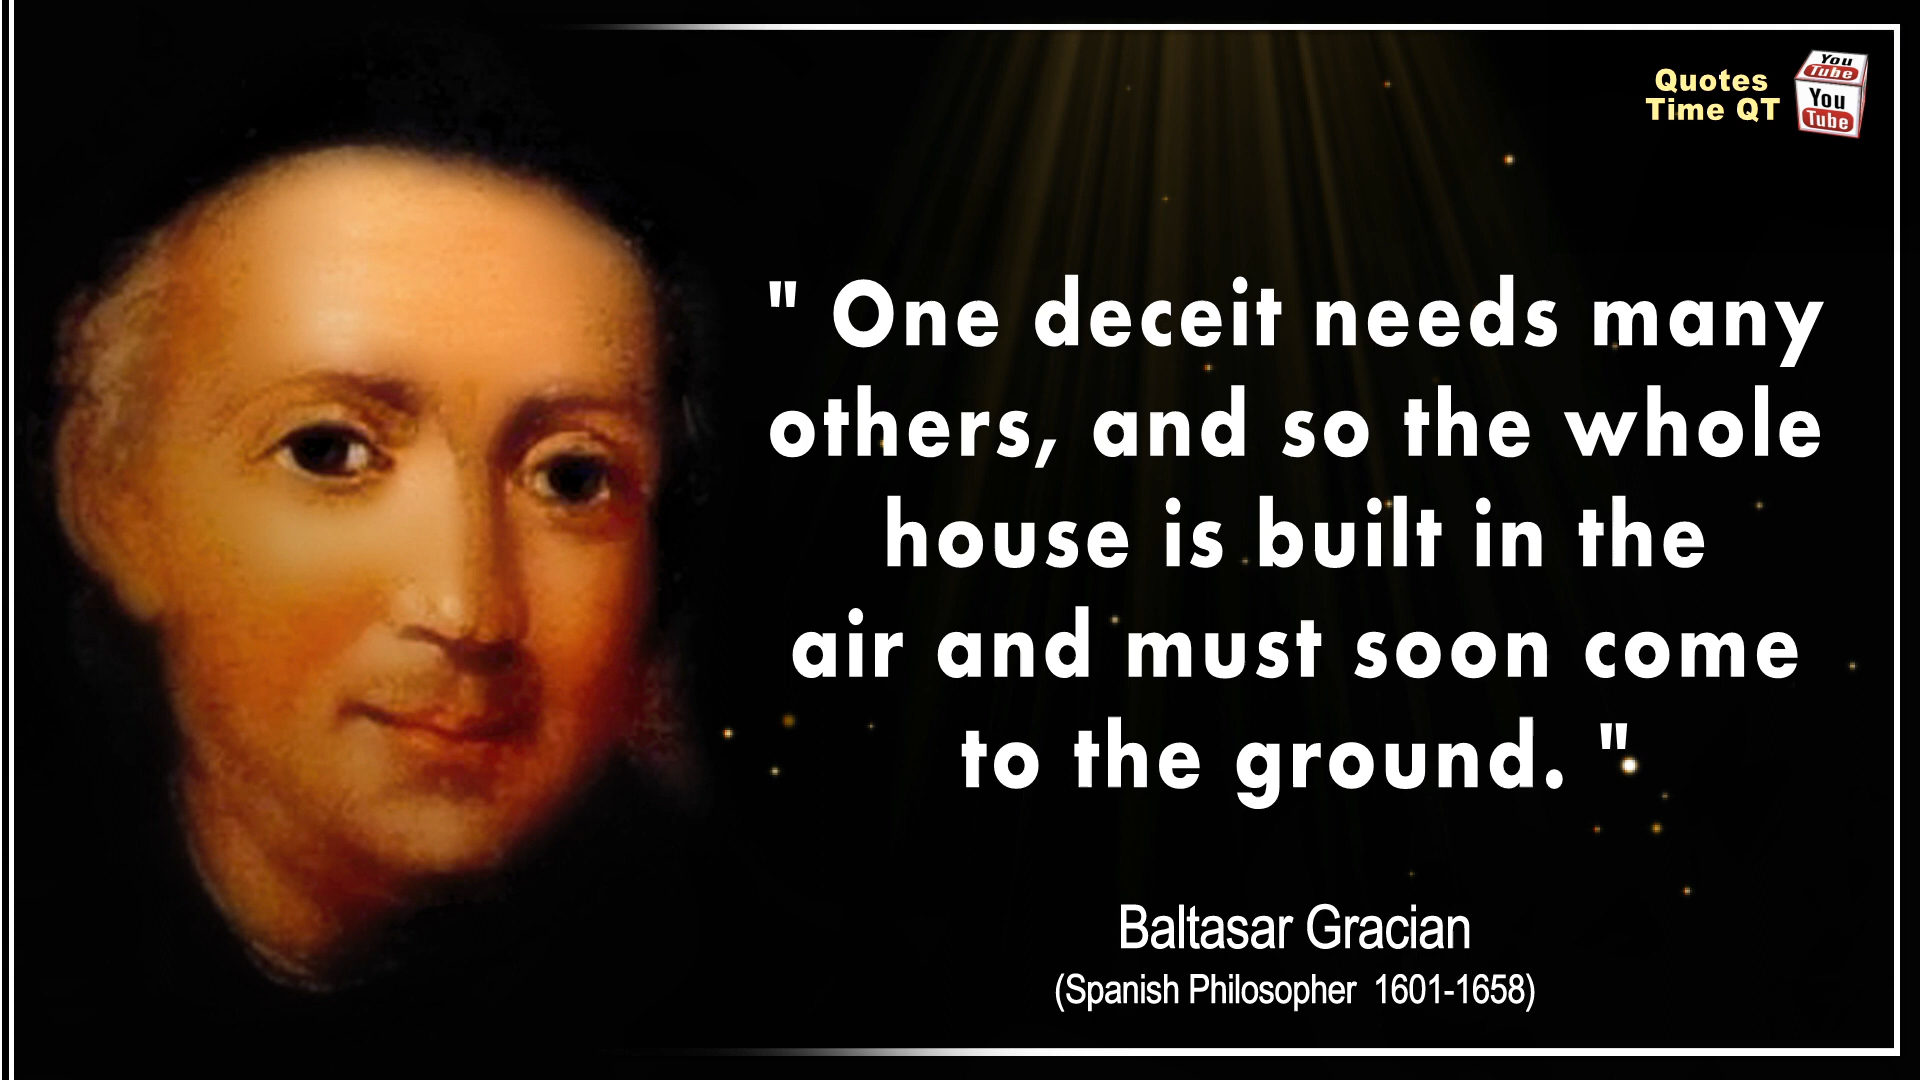 Quotes
Time QT
You
Tube
You
Tube
" One deceit needs many
others, and so the whole
house is built in the
air and must soon come
to the ground. "
Baltasar Gracian
(Spanish Philosopher 1601-1658)